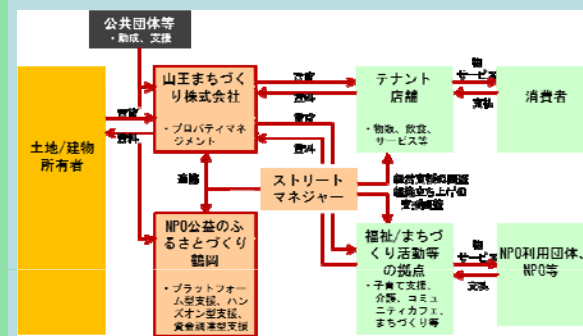 公共団体等
・助成、支援
山王まちづく
り株式会社
・プロパティマネ
ジメント
テナント
店舗
・物販、飲食、
サービス等
物
サービス
支払
消費者
土地/建物
所有者
賃貸
賃料
賃貸
賃料
賃貸
賃料
賃料
連携
ストリート
マネジャー
NPO公益のふ
るさとづくり
鶴岡
・プラットフォー
ム型支援、ハン
ズオン型支援、
資金調達型支援
福祉/まちづ
くり活動等の
拠点
・子育て支援、
介護、コミュ
ニティカフェ、
まちづくり等
物
サービス
支払
NPO利用団体、
NPO等